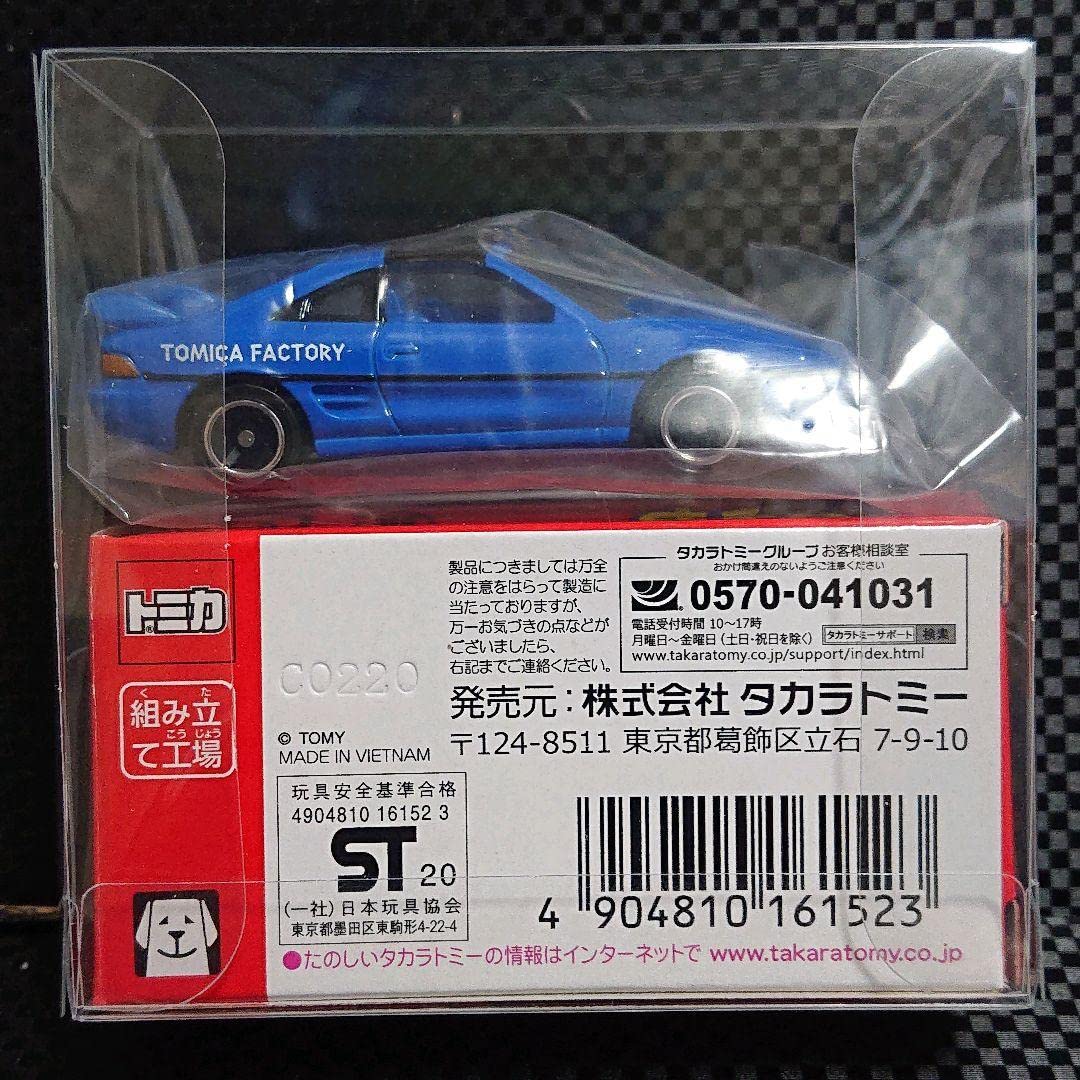 TOMICA FACTORY
トミカ
®
く た
組み立
こう じょう
て工場
製品につきましては万全
の注意をはらって製造に
当たっておりますが、
万一お気づきの点などが
ございましたら、
右記までご連絡ください。
タカラトミーグループ お客様相談室
おかけ間違えのないようご注意ください
0570-041031
電話受付時間 10〜17時
月曜日〜金曜日(土日・祝日を除く) タカラトミーサポート 検索
www.takaratomy.co.jp/support/index.html
C0220
発売元:株式会社 タカラトミー
〒124-8511 東京都葛飾区立石 7-9-10
© TOMY
MADE IN VIETNAM
玩具安全基準合格
4904810 16152 3
ST 20
(一社)日本玩具協会
東京都墨田区東駒形4-22-4
4 904810 161523
●たのしいタカラトミーの情報はインターネットで www.takaratomy.co.jp